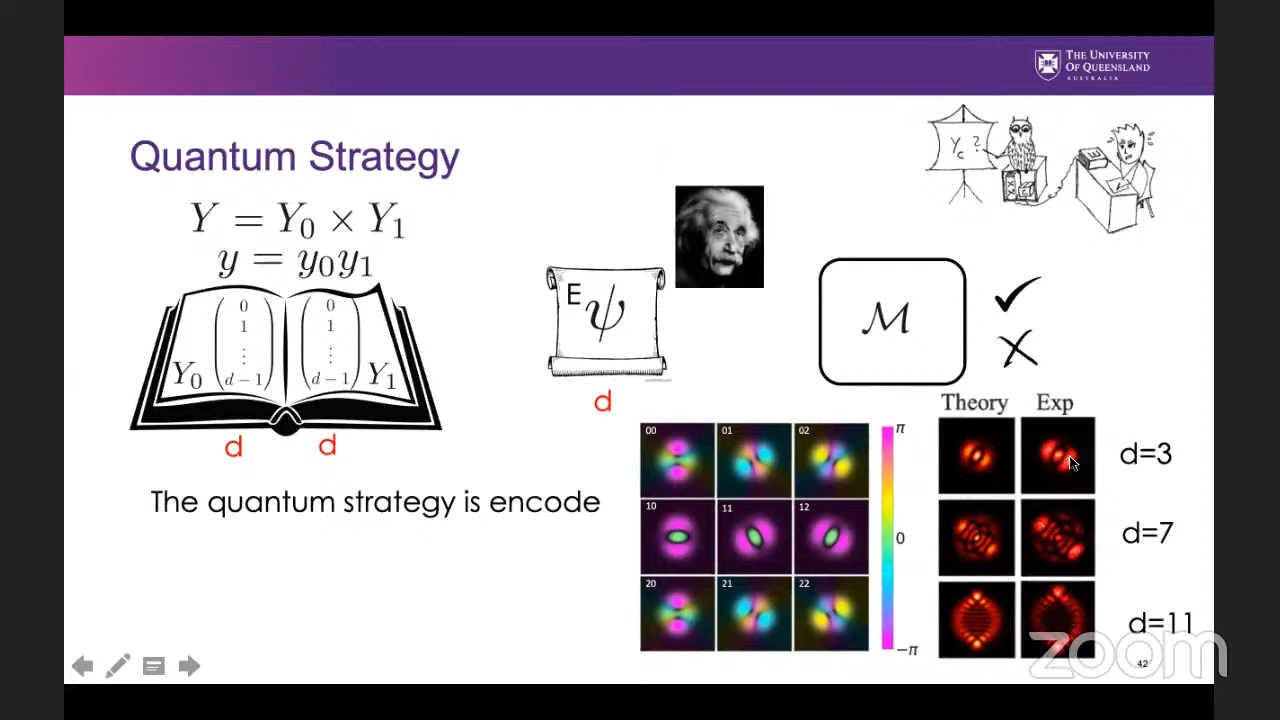 THE UNIVERSITY
OF QUEENSLAND
AUSTRALIA
Quantum Strategy
Y = Y₀ × Y₁
y = y₀y₁
Y c ?
E ψ
M
0
1
⋮
d − 1
Y₀
0
1
⋮
d − 1
Y₁
d d
d
The quantum strategy is encode
00 01 02
10 11 12
20 21 22
π
0
−π
Theory Exp
d=3
d=7
d=11
zoom
42